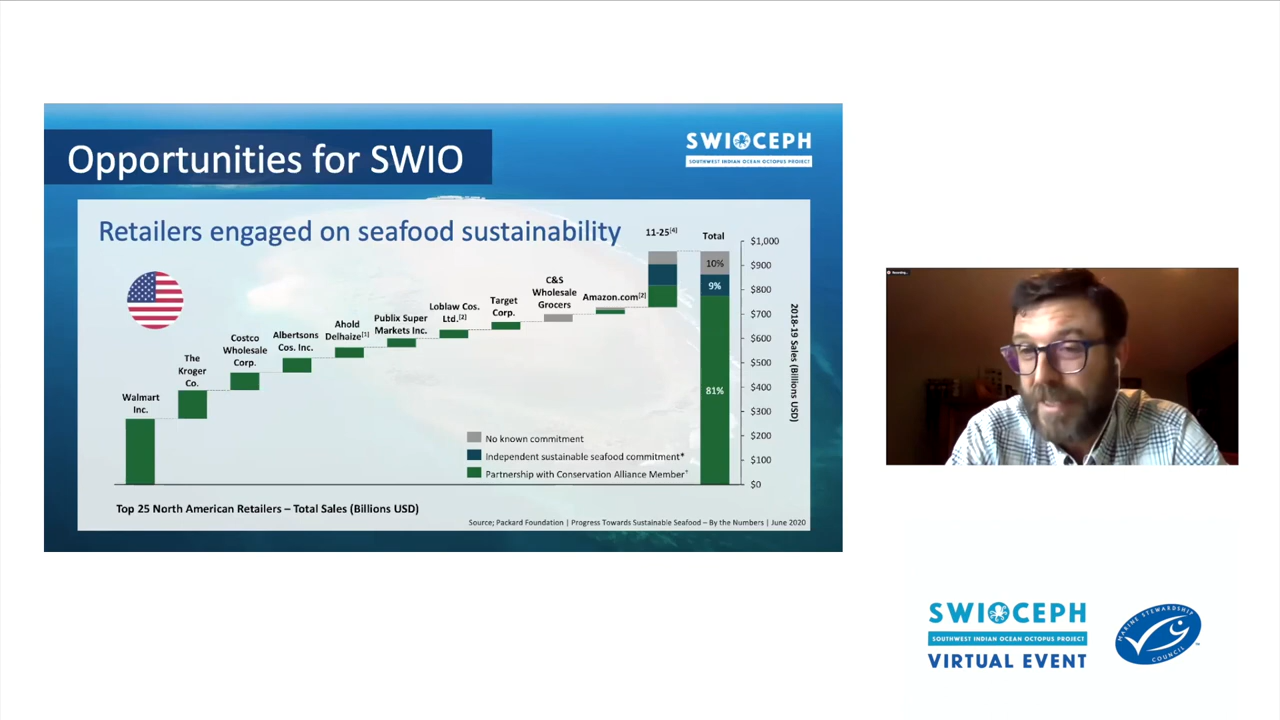 Opportunities for SWIO
SWIOCEPH
SOUTHWEST INDIAN OCEAN OCTOPUS PROJECT
Retailers engaged on seafood sustainability
11-25[4]
Total
$1,000
$900
$800
$700
$600
$500
$400
$300
$200
$100
$0
2018-19 Sales (Billions USD)
10%
9%
81%
Walmart
Inc.
The
Kroger
Co.
Costco
Wholesale
Corp.
Albertsons
Cos. Inc.
Ahold
Delhaize[1]
Publix Super
Markets Inc.
Loblaw Cos.
Ltd.[2]
Target
Corp.
C&S
Wholesale
Grocers
Amazon.com[2]
No known commitment
Independent sustainable seafood commitment*
Partnership with Conservation Alliance Member†
Top 25 North American Retailers – Total Sales (Billions USD)
Source; Packard Foundation | Progress Towards Sustainable Seafood – By the Numbers | June 2020
SWIOCEPH
SOUTHWEST INDIAN OCEAN OCTOPUS PROJECT
VIRTUAL EVENT
MARINE STEWARDSHIP
COUNCIL